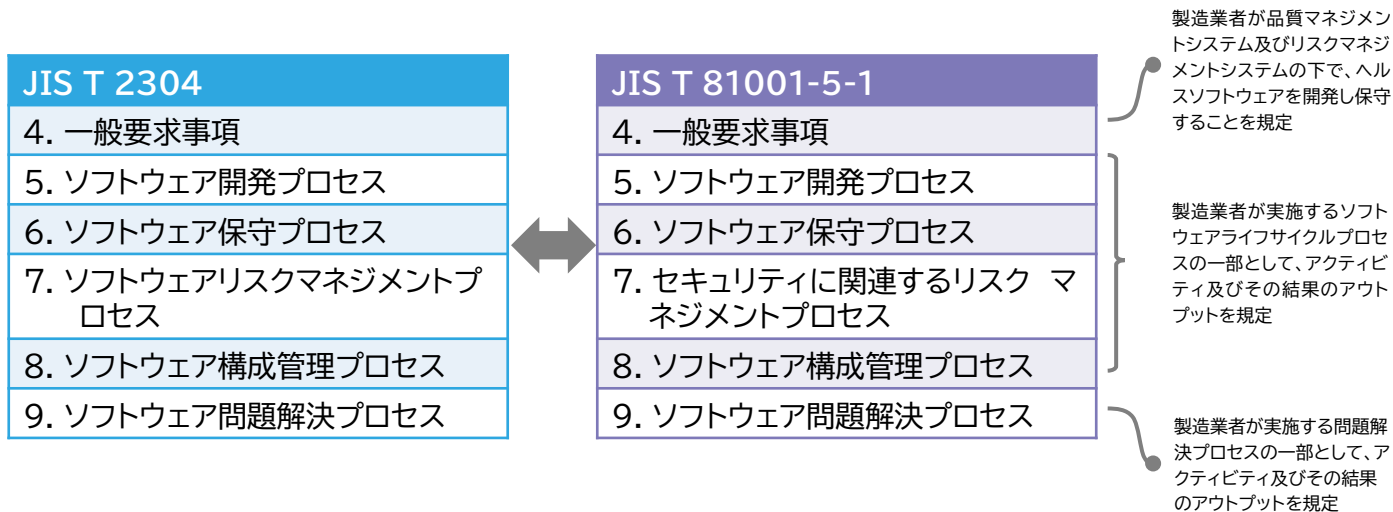 JIS T 2304
4. 一般要求事項
5. ソフトウェア開発プロセス
6. ソフトウェア保守プロセス
7. ソフトウェアリスクマネジメントプ
ロセス
8. ソフトウェア構成管理プロセス
9. ソフトウェア問題解決プロセス
JIS T 81001-5-1
4. 一般要求事項
5. ソフトウェア開発プロセス
6. ソフトウェア保守プロセス
7. セキュリティに関連するリスク　マ
ネジメントプロセス
8. ソフトウェア構成管理プロセス
9. ソフトウェア問題解決プロセス
製造業者が品質マネジメン
トシステム及びリスクマネジ
メントシステムの下で、ヘル
スソフトウェアを開発し保守
することを規定
製造業者が実施するソフト
ウェアライフサイクルプロセ
スの一部として、アクティビ
ティ及びその結果のアウト
プットを規定
製造業者が実施する問題解
決プロセスの一部として、ア
クティビティ及びその結果
のアウトプットを規定